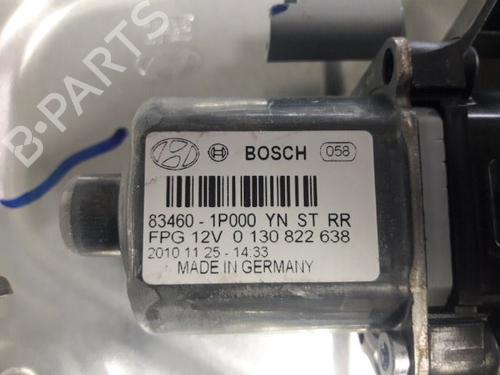 BOSCH 058
83460 - 1P000 YN ST RR
FPG 12V 0 130 822 638
2010 11 25 - 14:33
MADE IN GERMANY
B-PARTS